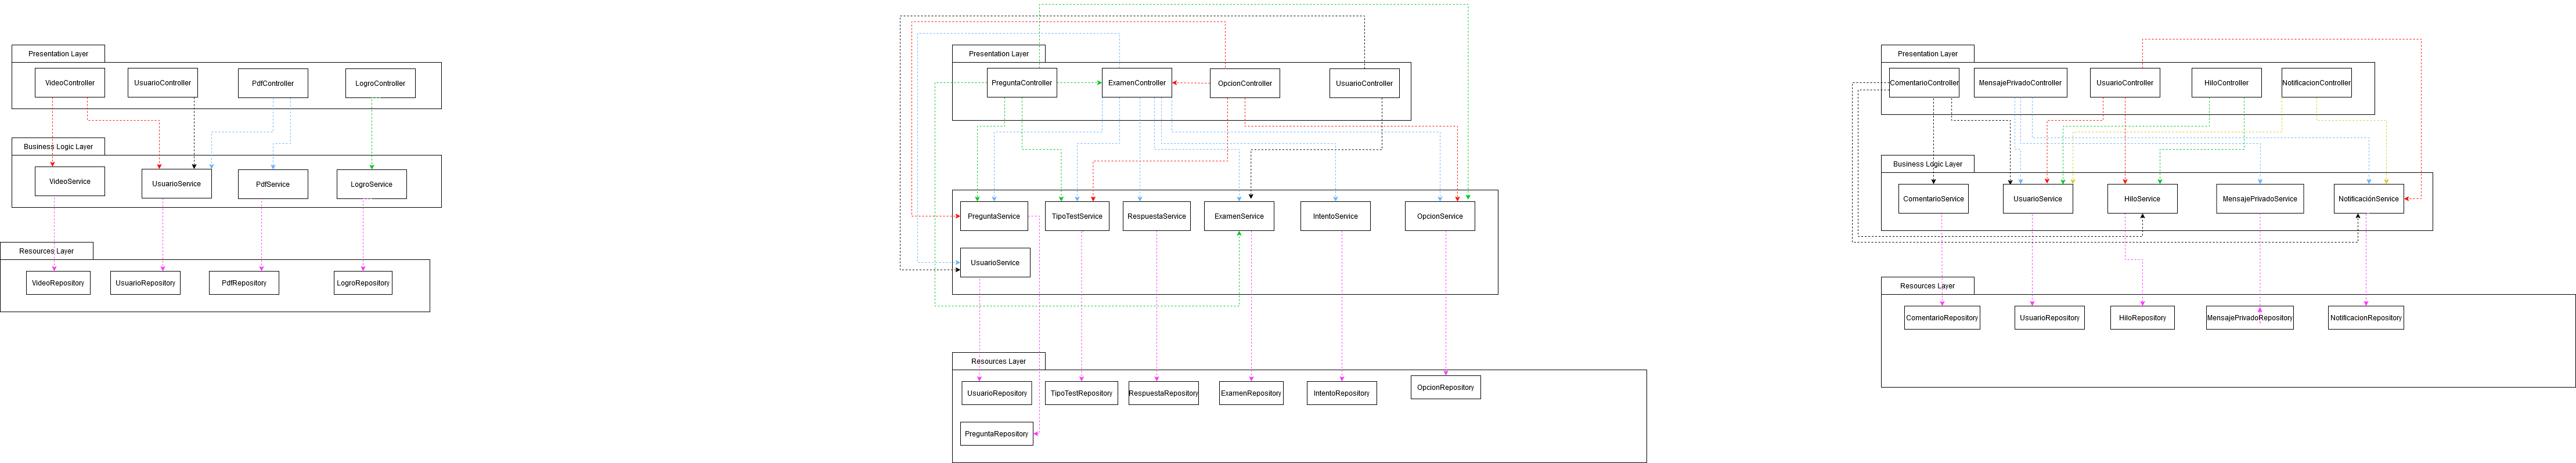 Presentation Layer
VideoController
UsuarioController
PdfController
LogroController
Business Logic Layer
VideoService
UsuarioService
PdfService
LogroService
Resources Layer
VideoRepository
UsuarioRepository
PdfRepository
LogroRepository
Presentation Layer
PreguntaController
ExamenController
OpcionController
UsuarioController
PreguntaService
TipoTestService
RespuestaService
ExamenService
IntentoService
OpcionService
UsuarioService
Resources Layer
UsuarioRepository
TipoTestRepository
RespuestaRepository
ExamenRepository
IntentoRepository
OpcionRepository
PreguntaRepository
Presentation Layer
ComentarioController
MensajePrivadoController
UsuarioController
HiloController
NotificacionController
Business Logic Layer
ComentarioService
UsuarioService
HiloService
MensajePrivadoService
NotificaciónService
Resources Layer
ComentarioRepository
UsuarioRepository
HiloRepository
MensajePrivadoRepository
NotificacionRepository